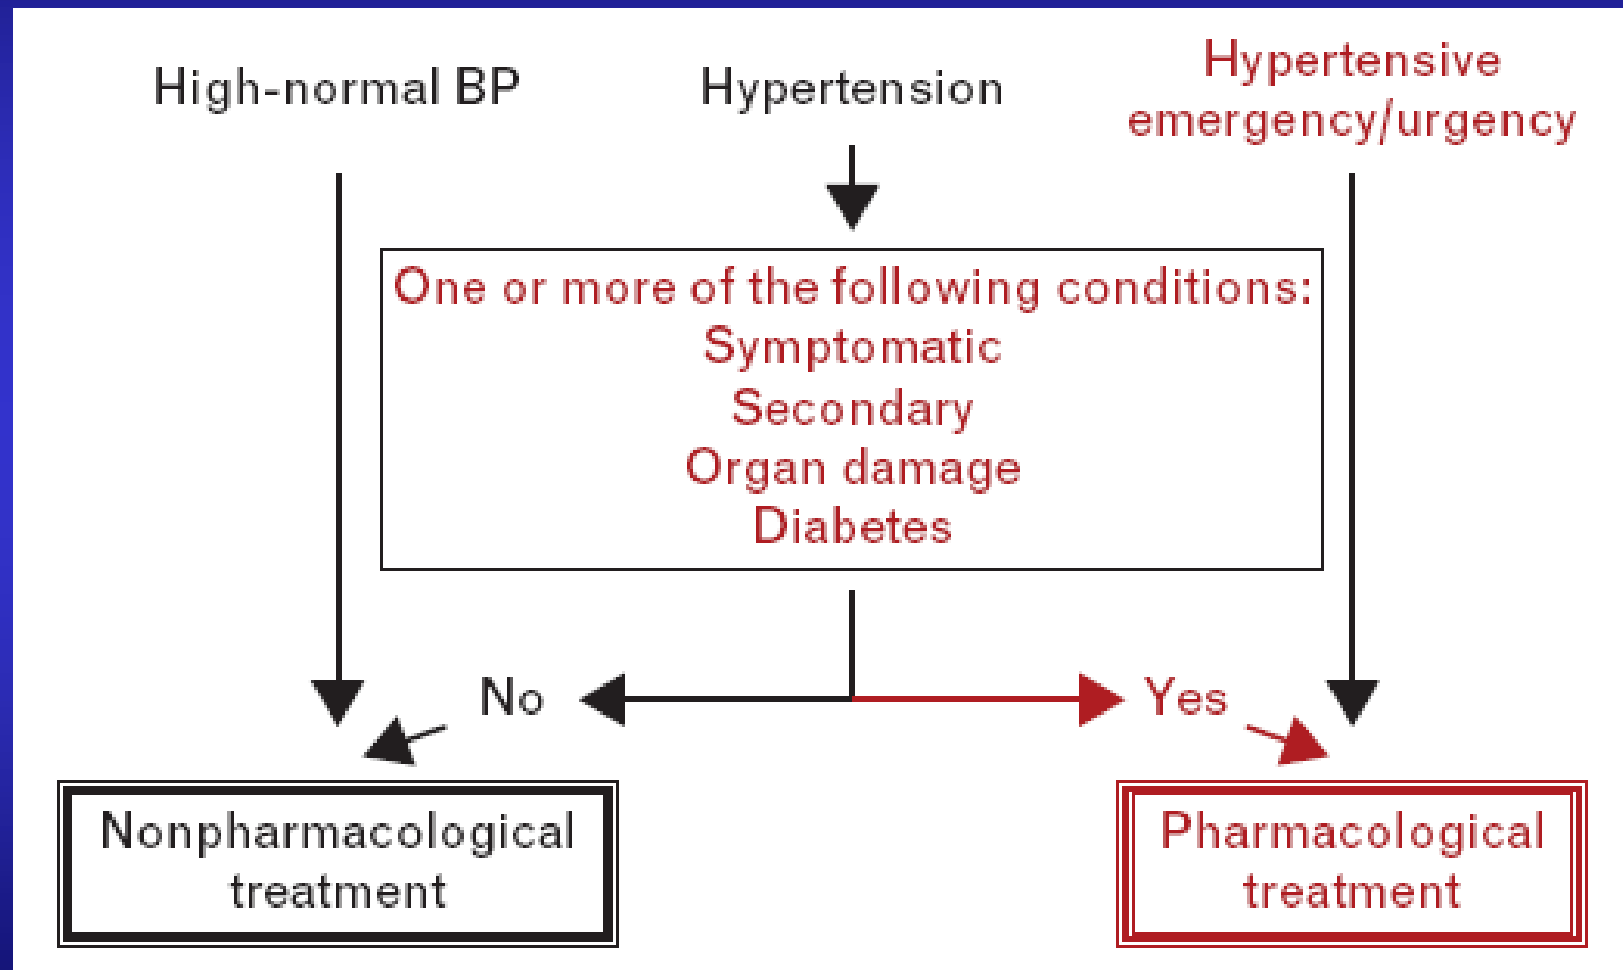 High-normal BP
Hypertension
Hypertensive
emergency/urgency
One or more of the following conditions:
Symptomatic
Secondary
Organ damage
Diabetes
No
Yes
Nonpharmacological
treatment
Pharmacological
treatment